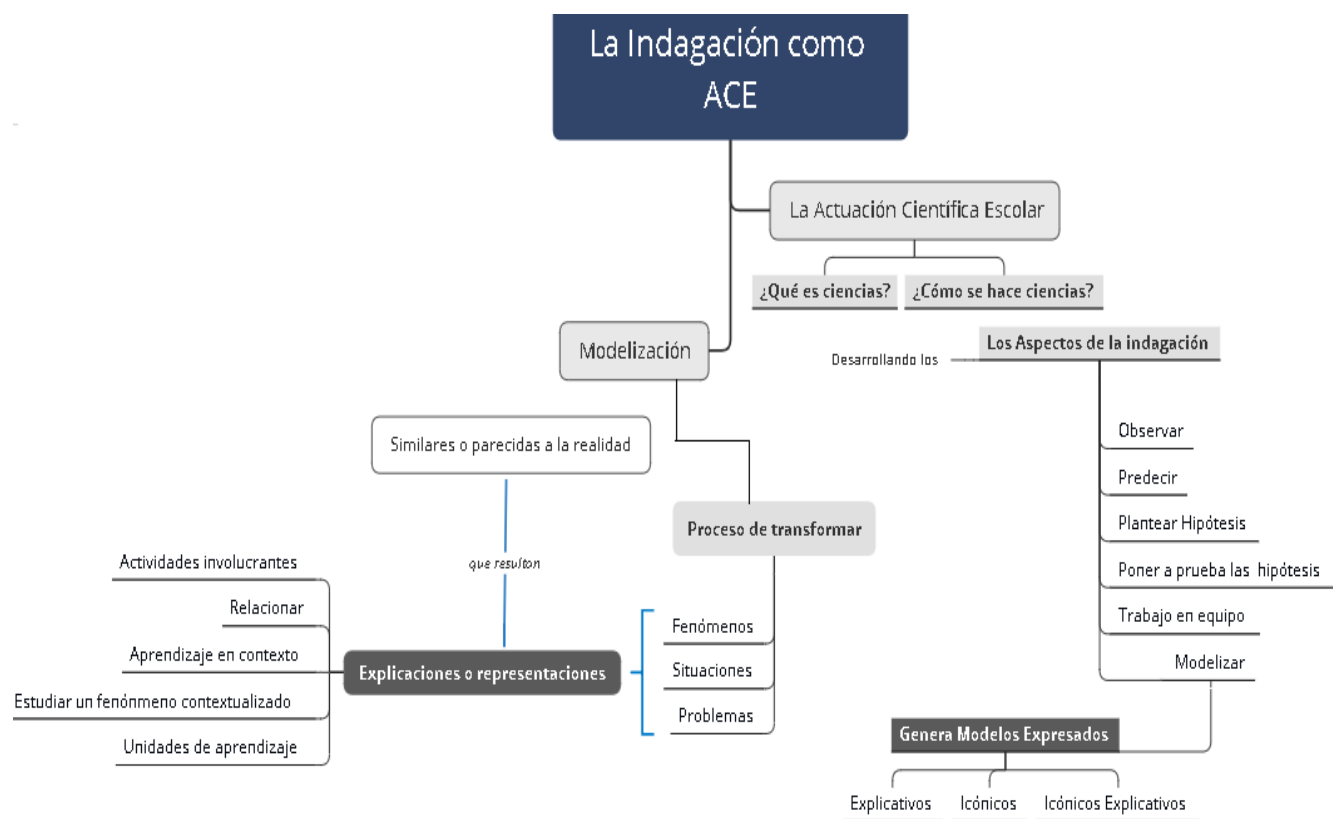 La Indagación como
ACE
La Actuación Científica Escolar
¿Qué es ciencias?
¿Cómo se hace ciencias?
Modelización
Los Aspectos de la indagación
Desarrollando los
Similares o parecidas a la realidad
Observar
Predecir
Plantear Hipótesis
Poner a prueba las hipótesis
Trabajo en equipo
Modelizar
Proceso de transformar
que resulton
Actividades involucrantes
Relacionar
Aprendizaje en contexto
Estudiar un fenónmeno contextualizado
Unidades de aprendizaje
Explicaciones o representaciones
Fenómenos
Situaciones
Problemas
Genera Modelos Expresados
Explicativos
Icónicos
Icónicos Explicativos